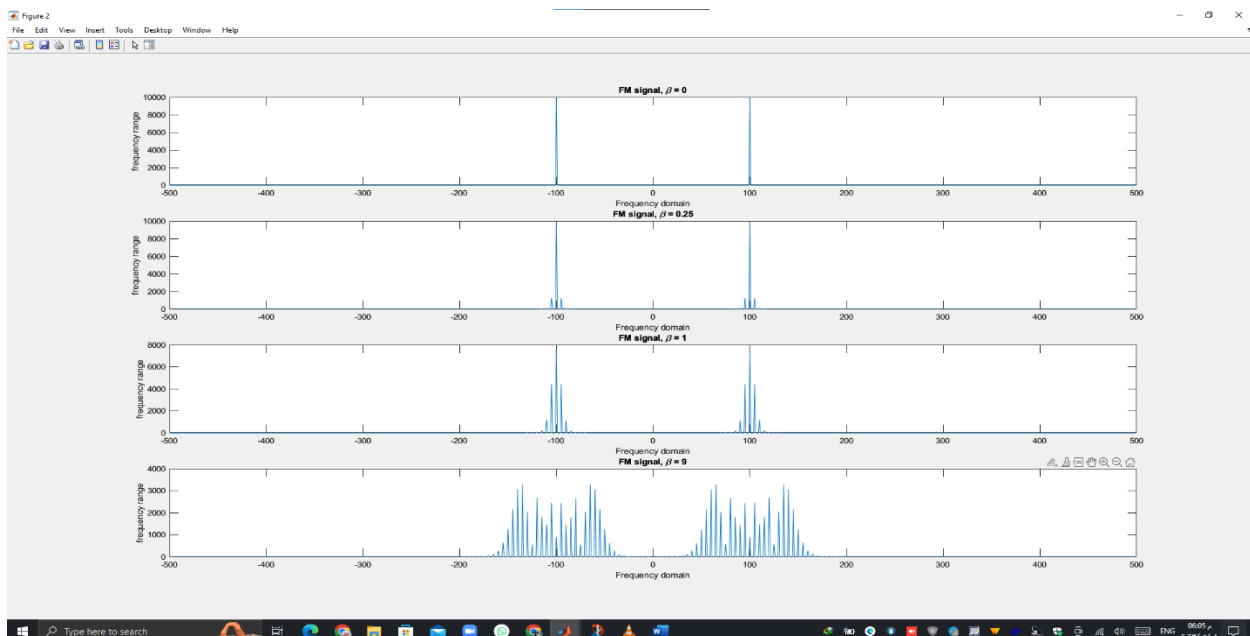 Figure 2
File Edit View Insert Tools Desktop Window Help
FM signal, β = 0
10000
8000
6000
4000
2000
0
frequency range
-500 -400 -300 -200 -100 0 100 200 300 400 500
Frequency domain
FM signal, β = 0.25
10000
8000
6000
4000
2000
0
frequency range
-500 -400 -300 -200 -100 0 100 200 300 400 500
Frequency domain
FM signal, β = 1
8000
6000
4000
2000
0
frequency range
-500 -400 -300 -200 -100 0 100 200 300 400 500
Frequency domain
FM signal, β = 9
4000
3000
2000
1000
0
frequency range
-500 -400 -300 -200 -100 0 100 200 300 400 500
Frequency domain
Type here to search
ENG
06:05 م